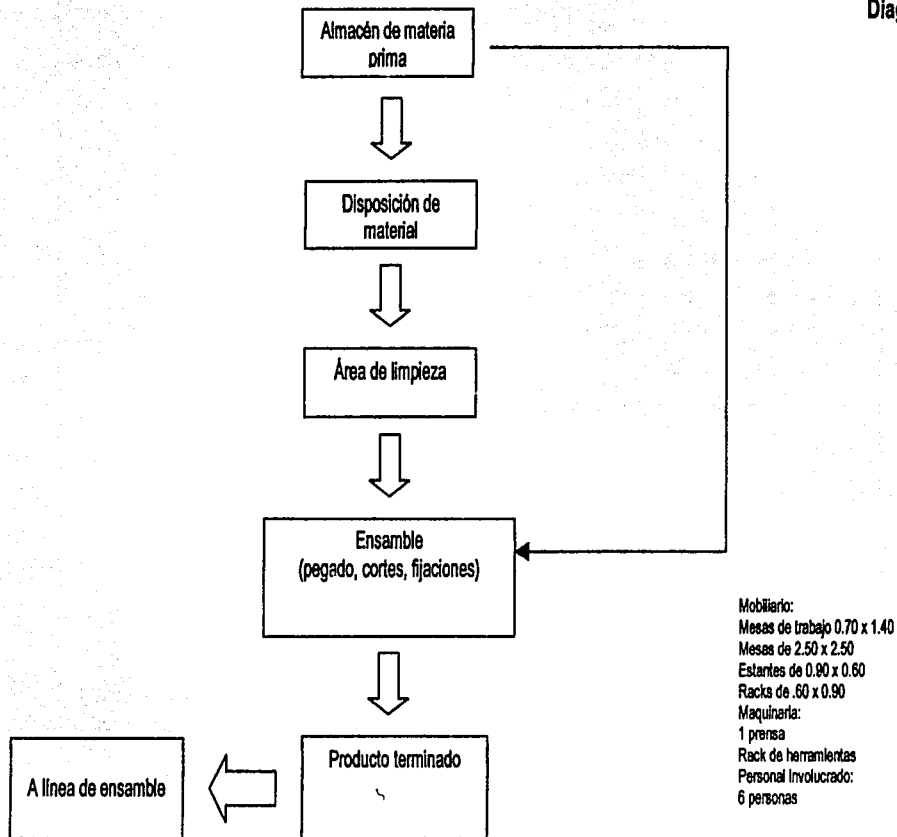 Diag
Almacén de materia
prima
Disposición de
material
Área de limpieza
Ensamble
(pegado, cortes, fijaciones)
Mobiliario:
Mesas de trabajo 0.70 x 1.40
Mesas de 2.50 x 2.50
Estantes de 0.90 x 0.60
Racks de .60 x 0.90
Maquinaria:
1 prensa
Rack de herramientas
Personal Involucrado:
6 personas
Producto terminado
A línea de ensamble